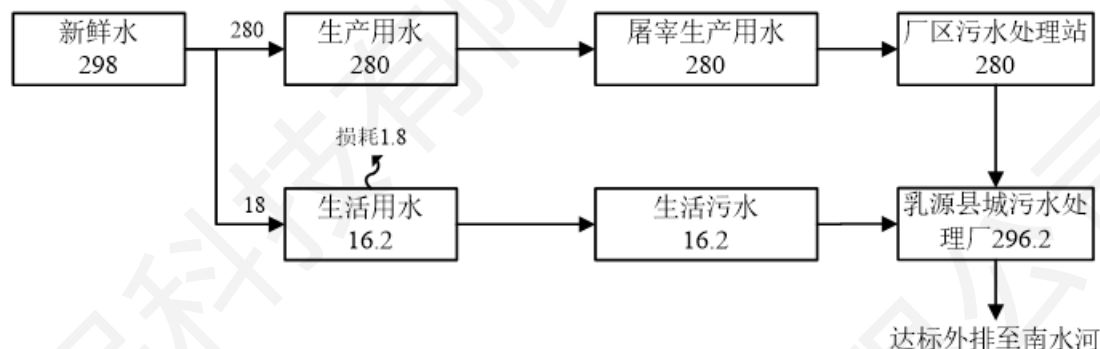 新鲜水
298
280
生产用水
280
屠宰生产用水
280
厂区污水处理站
280
损耗1.8
18
生活用水
16.2
生活污水
16.2
乳源县城污水处
理厂296.2
达标外排至南水河